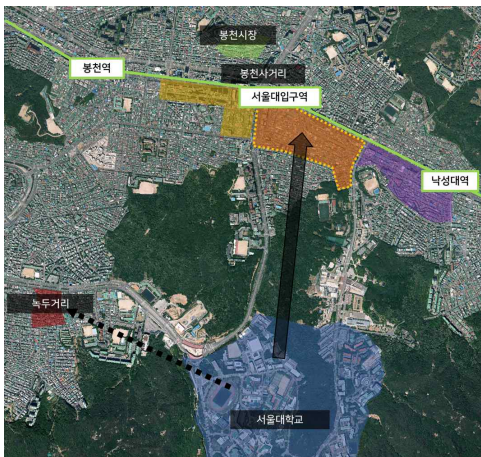 봉천시장
봉천역
봉천사거리
서울대입구역
낙성대역
녹두거리
서울대학교